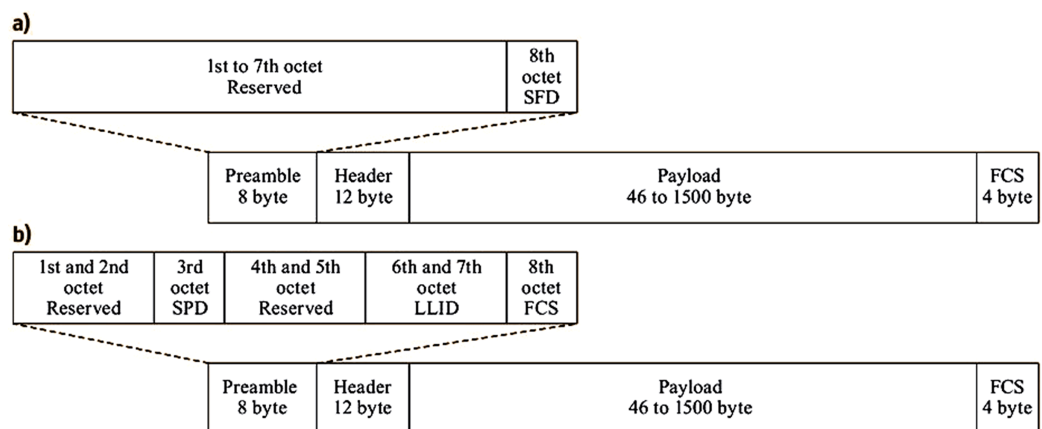 a)
1st to 7th octet
Reserved
8th
octet
SFD
Preamble
8 byte
Header
12 byte
Payload
46 to 1500 byte
FCS
4 byte
b)
1st and 2nd
octet
Reserved
3rd
octet
SPD
4th and 5th
octet
Reserved
6th and 7th
octet
LLID
8th
octet
FCS
Preamble
8 byte
Header
12 byte
Payload
46 to 1500 byte
FCS
4 byte